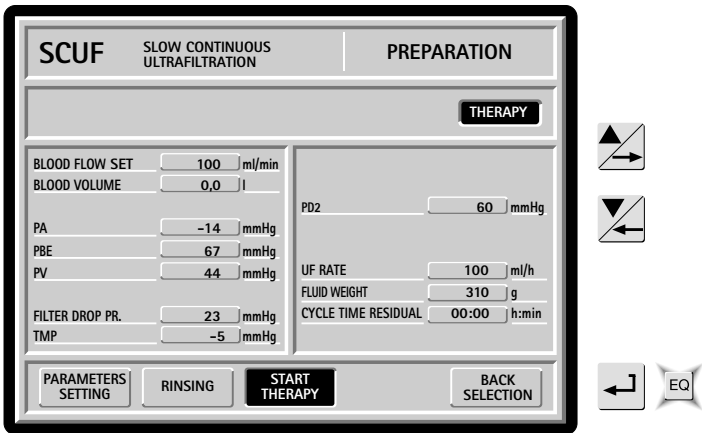 SCUF
SLOW CONTINUOUS
ULTRAFILTRATION
PREPARATION
THERAPY
BLOOD FLOW SET 100 ml/min
BLOOD VOLUME 0,0 l
PA –14 mmHg
PBE 67 mmHg
PV 44 mmHg
FILTER DROP PR. 23 mmHg
TMP –5 mmHg
PD2 60 mmHg
UF RATE 100 ml/h
FLUID WEIGHT 310 g
CYCLE TIME RESIDUAL 00:00 h:min
PARAMETERS
SETTING
RINSING
START
THERAPY
BACK
SELECTION
EQ